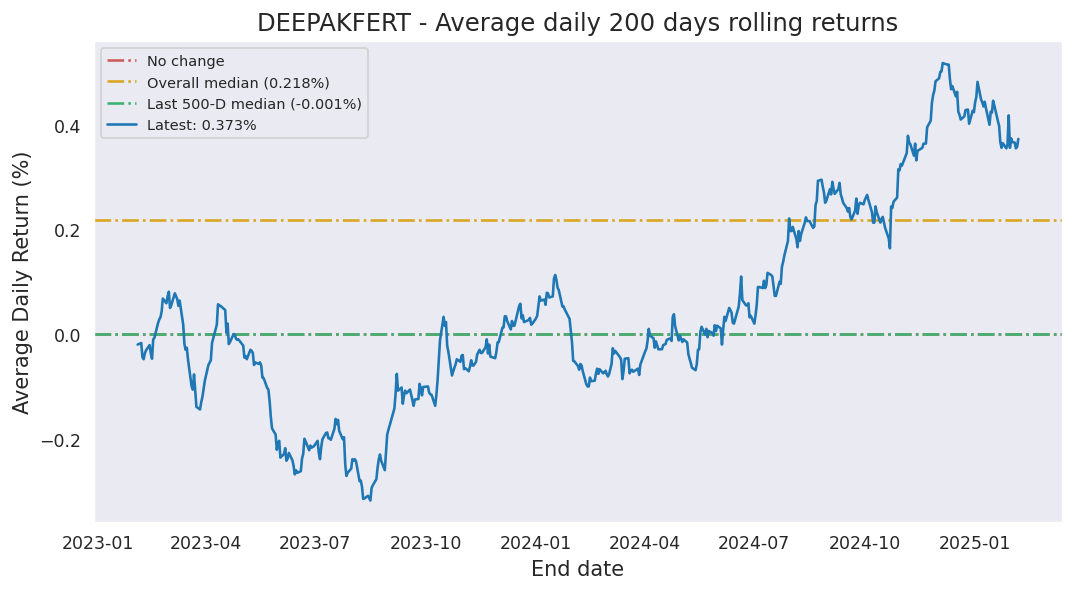 DEEPAKFERT - Average daily 200 days rolling returns
No change
Overall median (0.218%)
Last 500-D median (-0.001%)
Latest: 0.373%
Average Daily Return (%)
0.4
0.2
0.0
−0.2
2023-01 2023-04 2023-07 2023-10 2024-01 2024-04 2024-07 2024-10 2025-01
End date